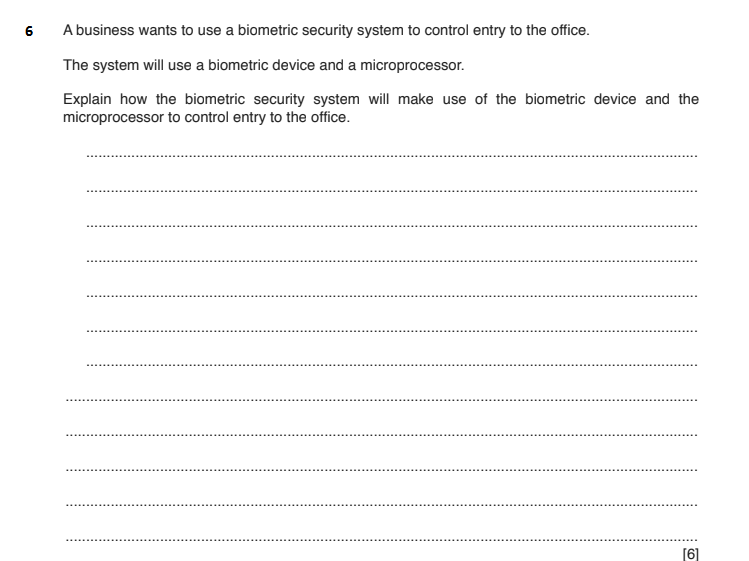 6 A business wants to use a biometric security system to control entry to the office.
The system will use a biometric device and a microprocessor.
Explain how the biometric security system will make use of the biometric device and the
microprocessor to control entry to the office.
[6]